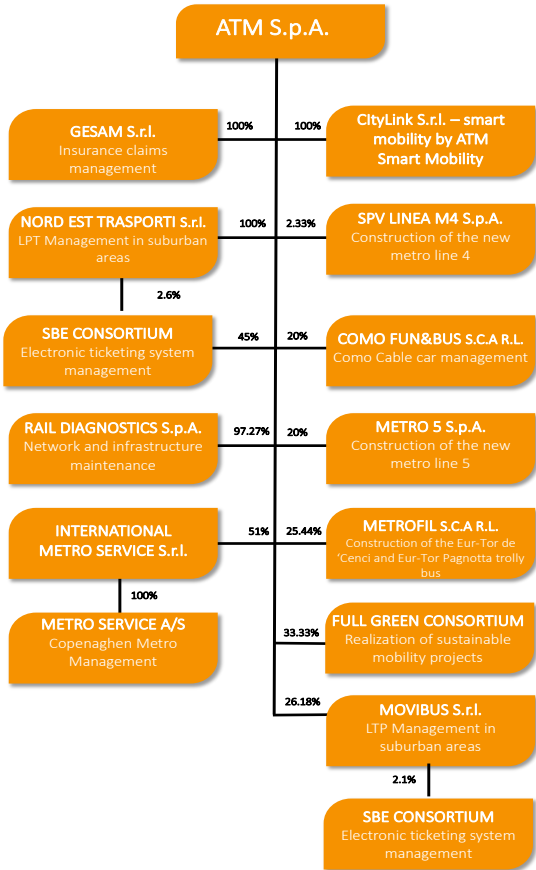 ATM S.p.A.
GESAM S.r.l.
Insurance claims
management
100%
100%
CItyLink S.r.l. – smart
mobility by ATM
Smart Mobility
NORD EST TRASPORTI S.r.l.
LPT Management in suburban
areas
100%
2.33%
SPV LINEA M4 S.p.A.
Construction of the new
metro line 4
2.6%
SBE CONSORTIUM
Electronic ticketing system
management
45%
20%
COMO FUN&BUS S.C.A R.L.
Como Cable car management
RAIL DIAGNOSTICS S.p.A.
Network and infrastructure
maintenance
97.27%
20%
METRO 5 S.p.A.
Construction of the new
metro line 5
INTERNATIONAL
METRO SERVICE S.r.l.
51%
25.44%
METROFIL S.C.A R.L.
Construction of the Eur-Tor de
'Cenci and Eur-Tor Pagnotta trolly
bus
100%
METRO SERVICE A/S
Copenaghen Metro
Management
33.33%
FULL GREEN CONSORTIUM
Realization of sustainable
mobility projects
26.18%
MOVIBUS S.r.l.
LTP Management in
suburban areas
2.1%
SBE CONSORTIUM
Electronic ticketing system
management